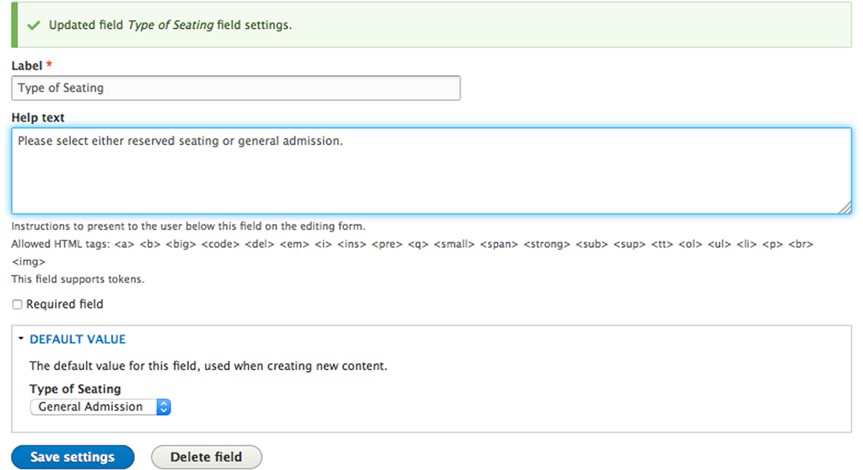 Updated field Type of Seating field settings.
Label *
Type of Seating
Help text
Please select either reserved seating or general admission.
Instructions to present to the user below this field on the editing form.
Allowed HTML tags: <a> <b> <big> <code> <del> <em> <i> <ins> <pre> <q> <small> <span> <strong> <sub> <sup> <tt> <ol> <ul> <li> <p> <br>
<img>
This field supports tokens.
Required field
DEFAULT VALUE
The default value for this field, used when creating new content.
Type of Seating
General Admission
Save settings Delete field